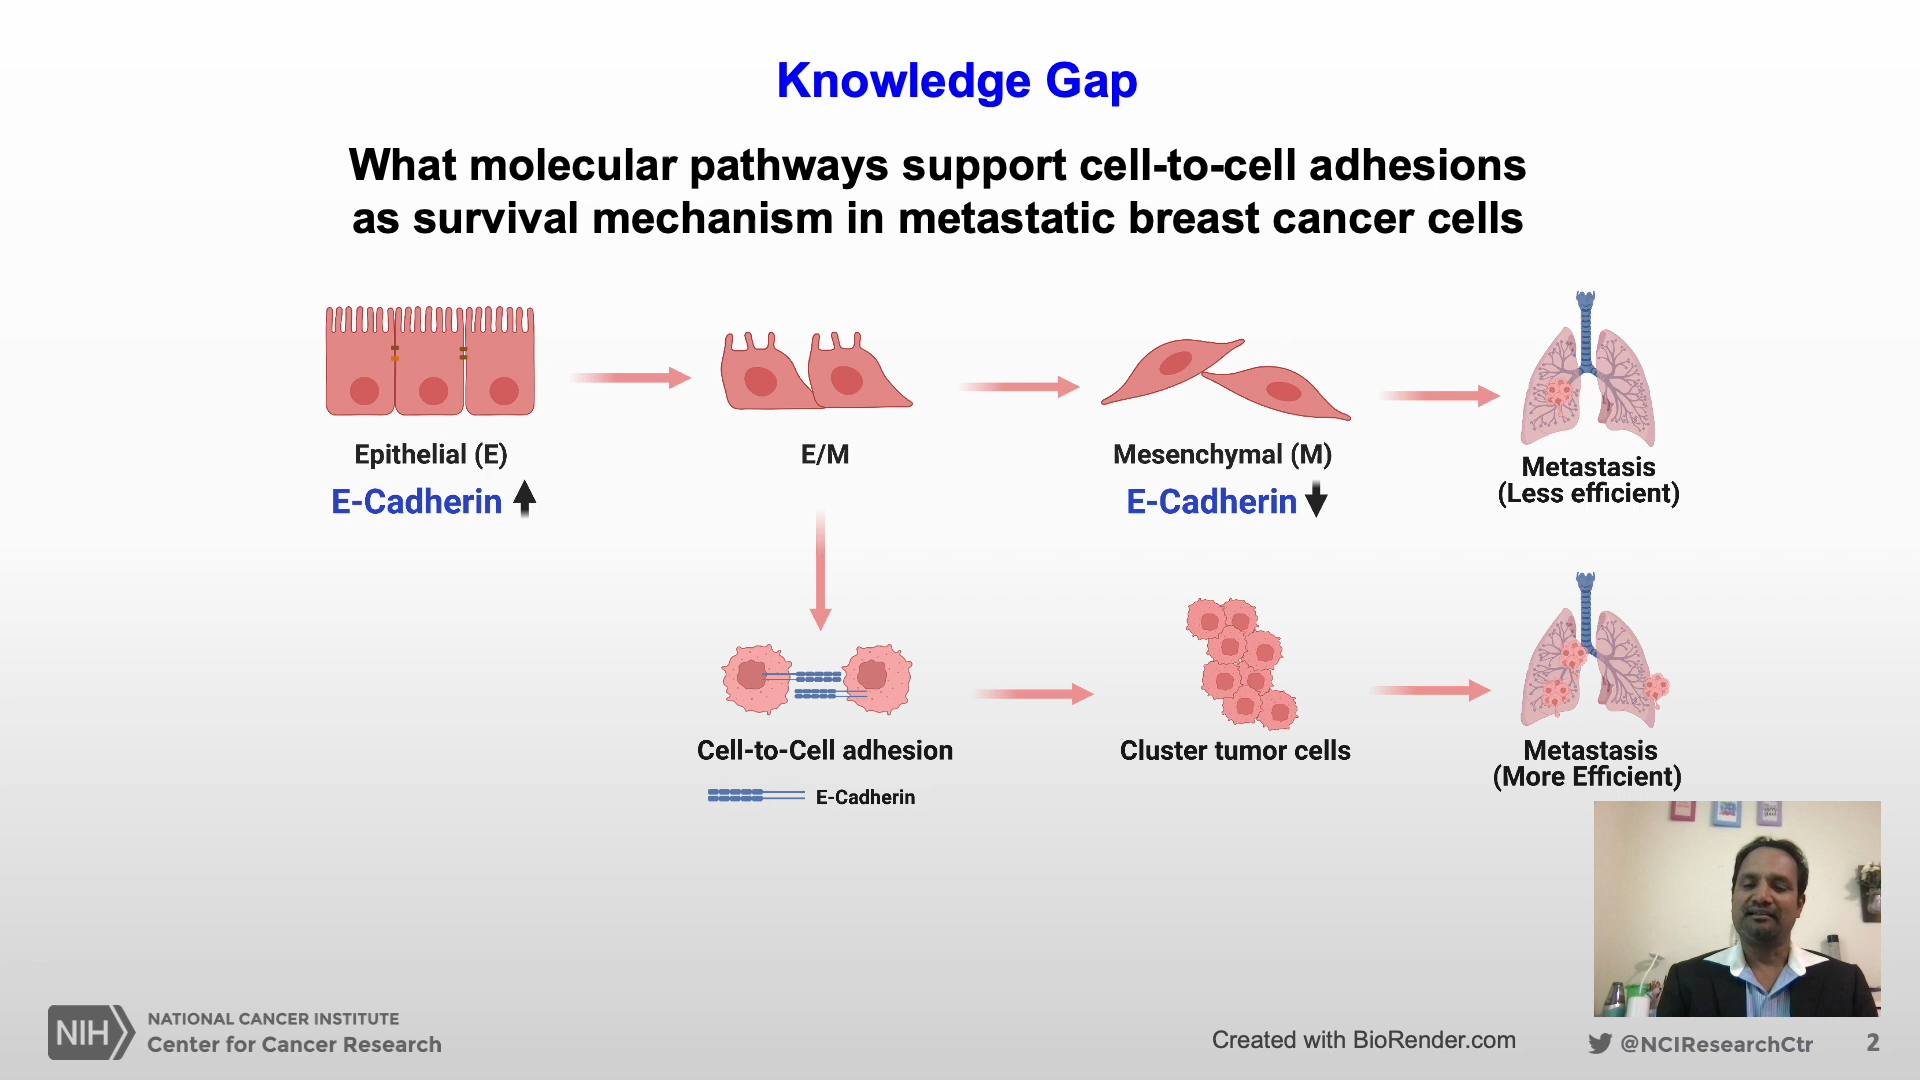 Knowledge Gap
What molecular pathways support cell-to-cell adhesions
as survival mechanism in metastatic breast cancer cells
Epithelial (E)
E-Cadherin
E/M
Mesenchymal (M)
E-Cadherin
Metastasis
(Less efficient)
Cell-to-Cell adhesion
E-Cadherin
Cluster tumor cells
Metastasis
(More Efficient)
NIH
NATIONAL CANCER INSTITUTE
Center for Cancer Research
Created with BioRender.com
@NCIResearchCtr
2